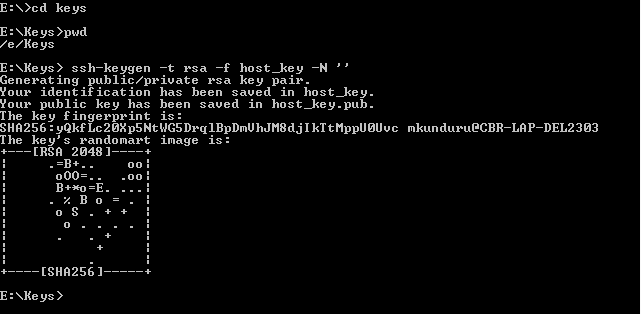 E:\>cd keys
E:\Keys>pwd
/e/Keys
E:\Keys> ssh-keygen -t rsa -f host_key -N ''
Generating public/private rsa key pair.
Your identification has been saved in host_key.
Your public key has been saved in host_key.pub.
The key fingerprint is:
SHA256:yQkfLc20Xp5NtWG5DrqlBpDmVhJM8djIkTtMppU0Uvc mkunduru@CBR-LAP-DEL2303
The key's randomart image is:
+---[RSA 2048]----+
|      .=B+..    oo|
|       oOO=..  .oo|
|       B+*o=E. ...|
|      . % B o = . |
|       o S . + +  |
|        o . . . . |
|       .   . +    |
|            +     |
|           .      |
+----[SHA256]-----+
E:\Keys>